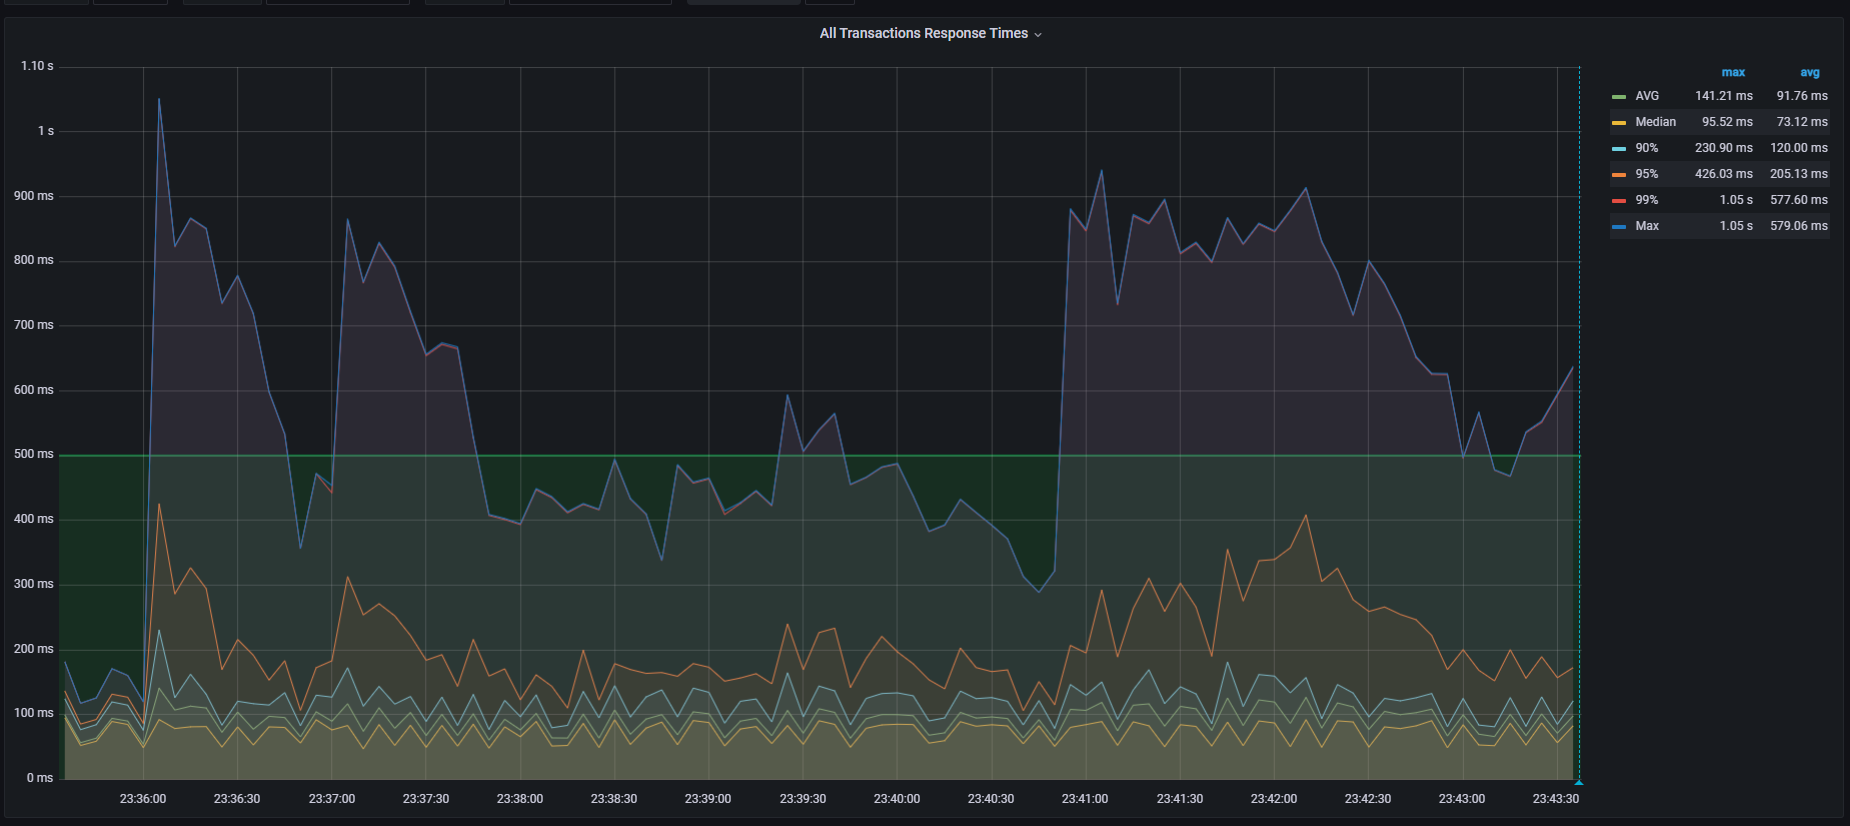 All Transactions Response Times
1.10 s
1 s
900 ms
800 ms
700 ms
600 ms
500 ms
400 ms
300 ms
200 ms
100 ms
0 ms
23:36:00 23:36:30 23:37:00 23:37:30 23:38:00 23:38:30 23:39:00 23:39:30 23:40:00 23:40:30 23:41:00 23:41:30 23:42:00 23:42:30 23:43:00 23:43:30
max avg
AVG 141.21 ms 91.76 ms
Median 95.52 ms 73.12 ms
90% 230.90 ms 120.00 ms
95% 426.03 ms 205.13 ms
99% 1.05 s 577.60 ms
Max 1.05 s 579.06 ms